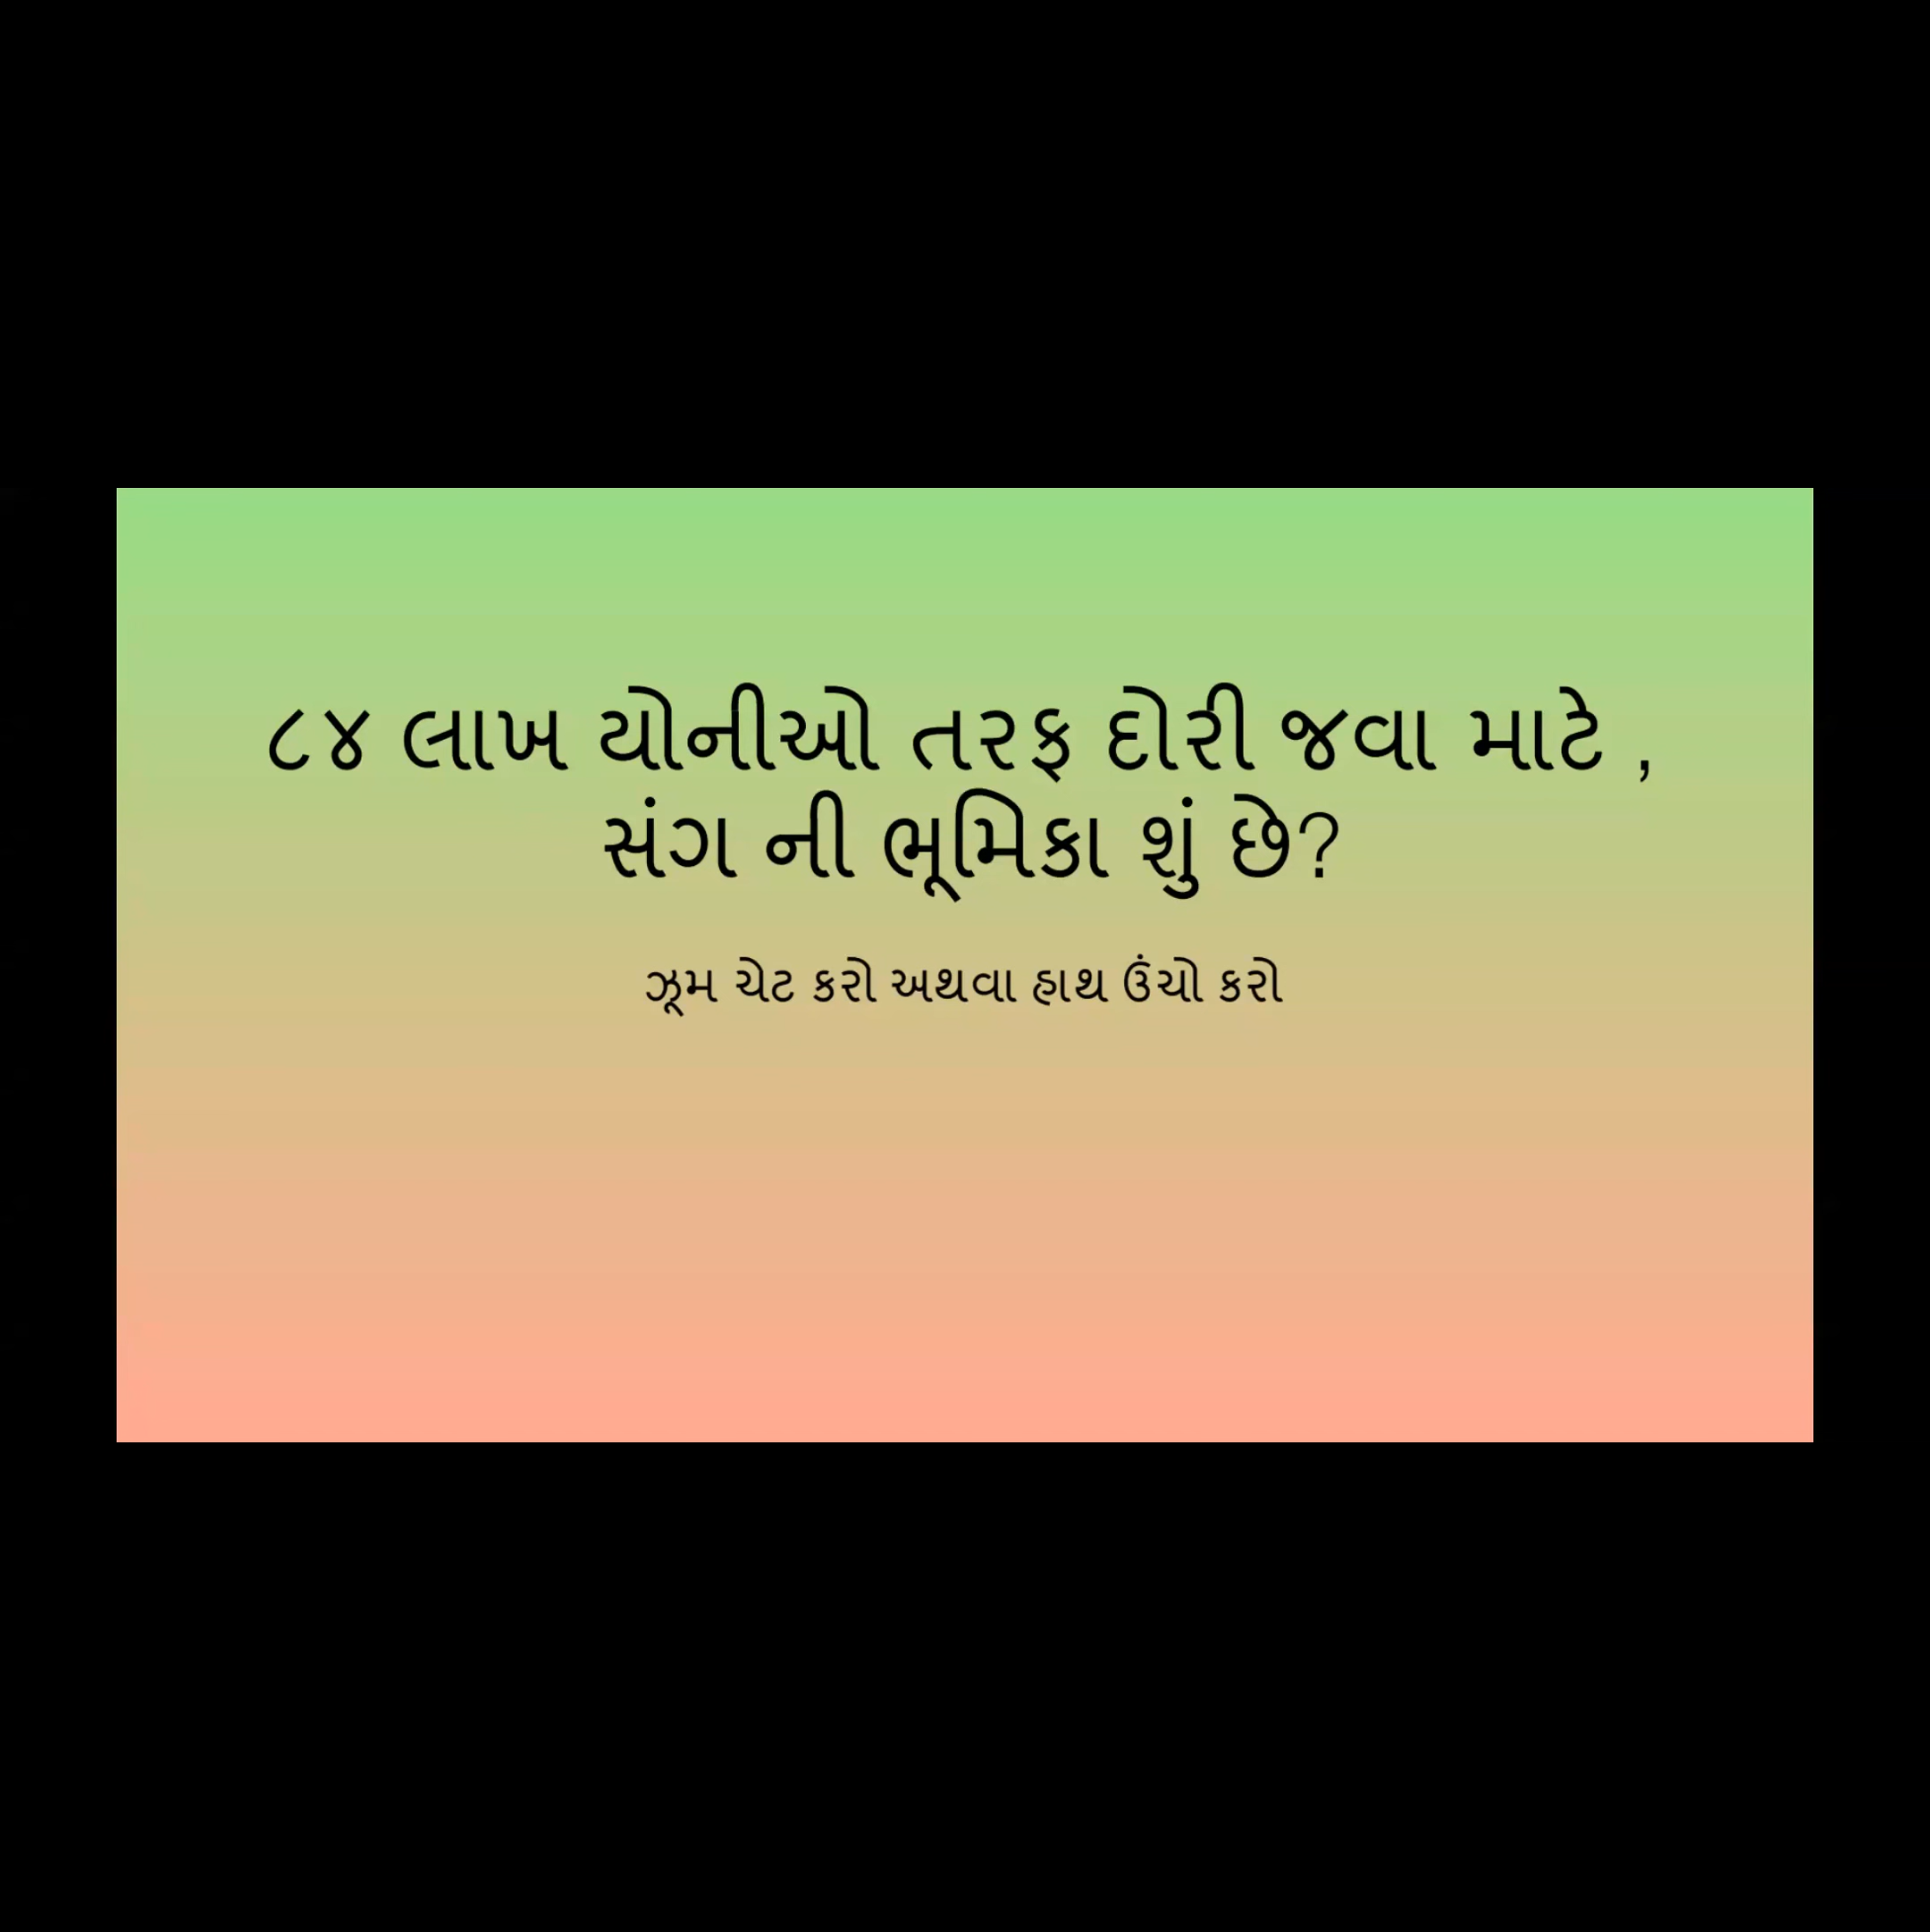 ૮૪ લાખ યોનીઓ તરફ દોરી જવા માટે ,
સંગ ની ભૂમિકા શું છે?
ઝૂમ ચેટ કરો અથવા હાથ ઉંચો કરો